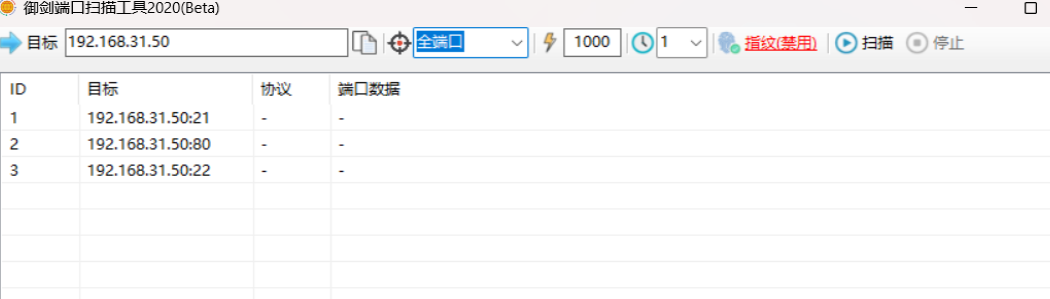 御剑端口扫描工具2020(Beta)
目标 192.168.31.50 全端口 1000 1 指纹(禁用) 扫描 停止
ID 目标 协议 端口数据
1 192.168.31.50:21 - -
2 192.168.31.50:80 - -
3 192.168.31.50:22 - -